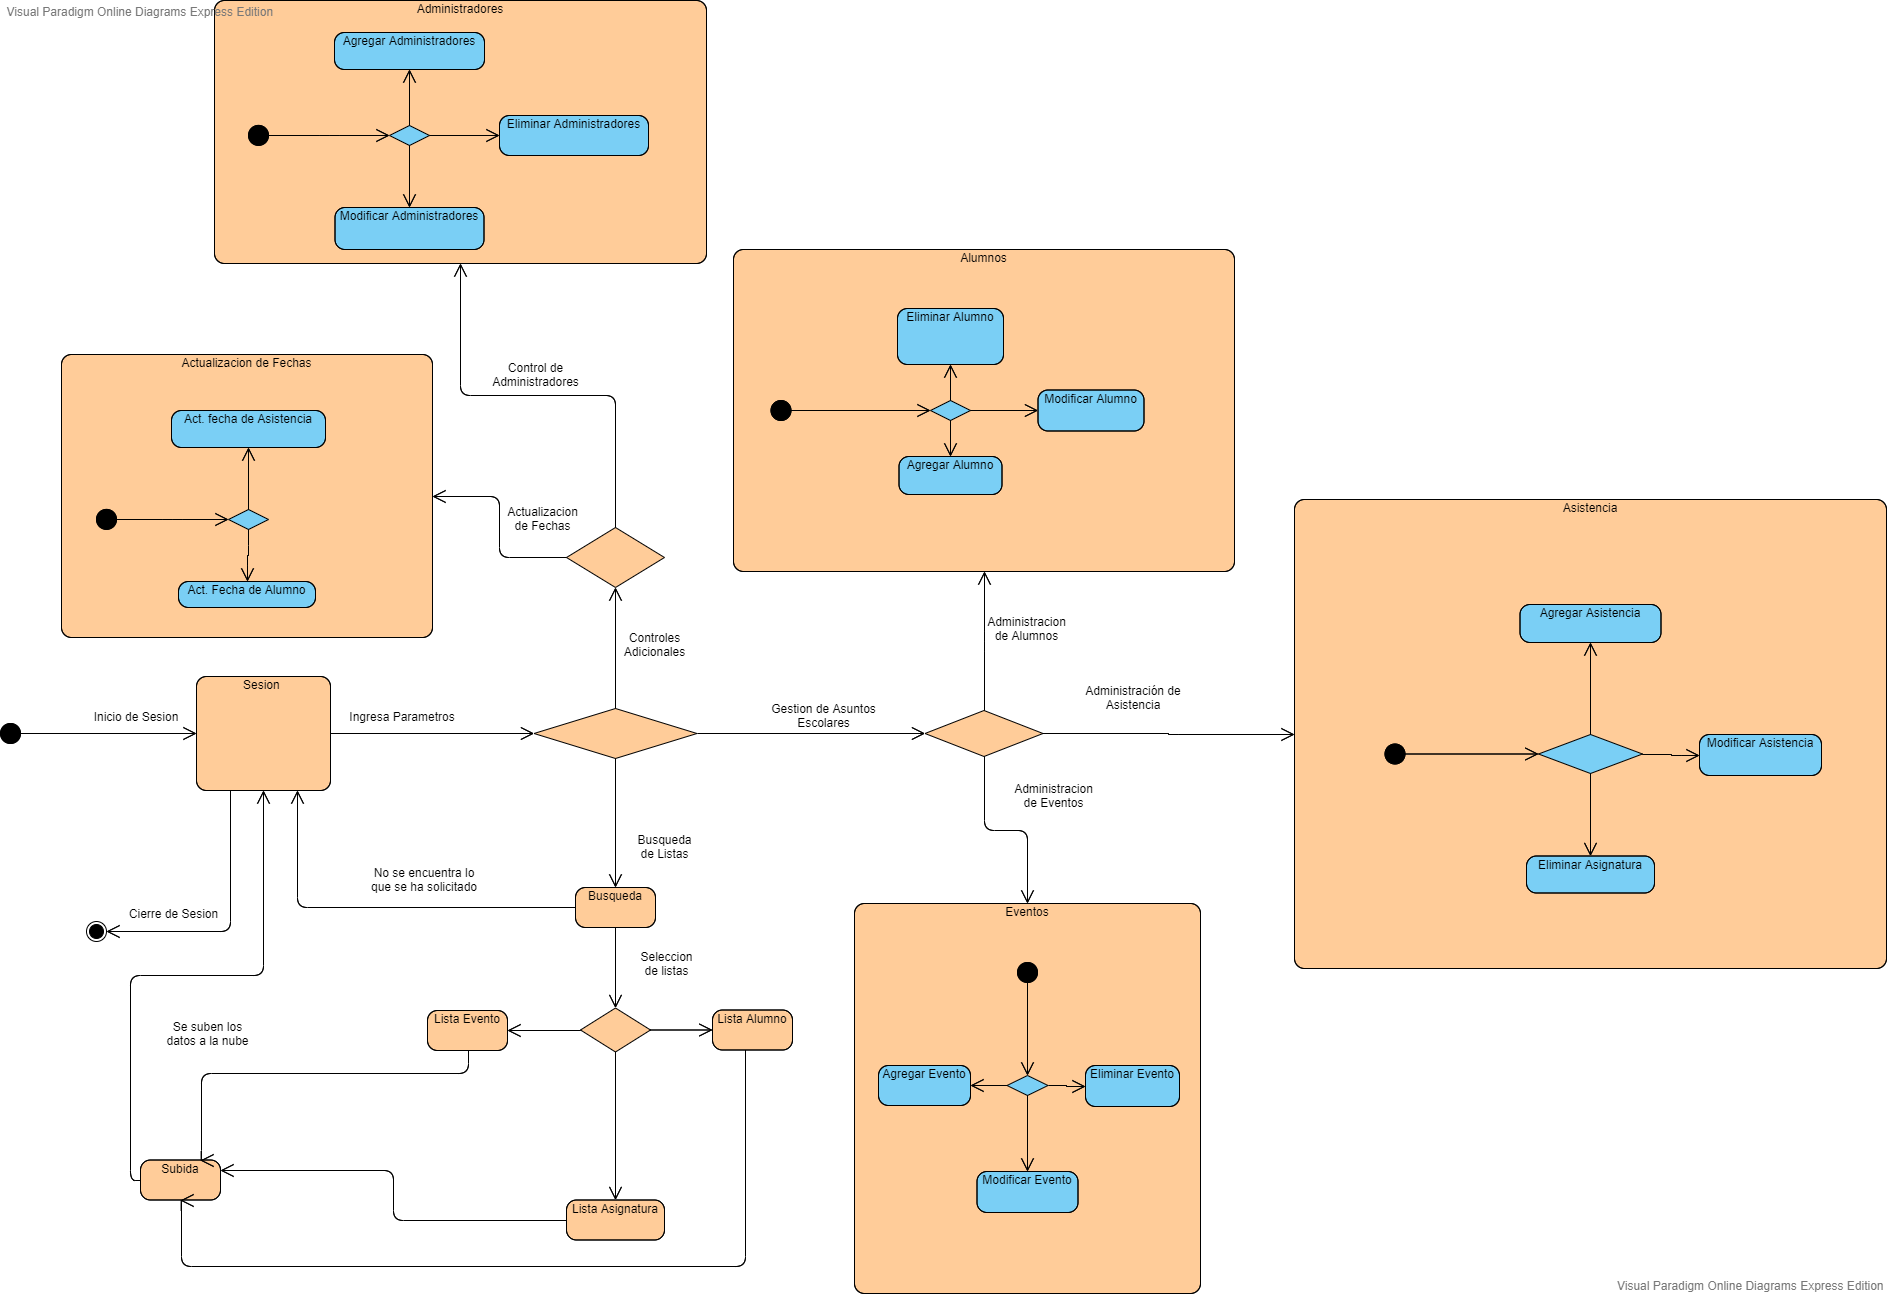 Visual Paradigm Online Diagrams Express Edition
Administradores
Agregar Administradores
Eliminar Administradores
Modificar Administradores
Alumnos
Eliminar Alumno
Modificar Alumno
Agregar Alumno
Control de
Administradores
Actualizacion de Fechas
Act. fecha de Asistencia
Act. Fecha de Alumno
Actualizacion
de Fechas
Asistencia
Agregar Asistencia
Modificar Asistencia
Eliminar Asignatura
Controles
Adicionales
Administracion
de Alumnos
Administración de
Asistencia
Sesion
Inicio de Sesion
Ingresa Parametros
Gestion de Asuntos
Escolares
Administracion
de Eventos
Busqueda
de Listas
No se encuentra lo
que se ha solicitado
Busqueda
Cierre de Sesion
Eventos
Agregar Evento
Eliminar Evento
Modificar Evento
Seleccion
de listas
Lista Evento
Lista Alumno
Se suben los
datos a la nube
Subida
Lista Asignatura
Visual Paradigm Online Diagrams Express Edition